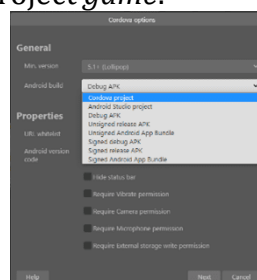 roject game.
Cordova options
General
Min. version 5.1+ (Lollipop)
Android build Debug APK
Cordova project
Android Studio project
Debug APK
Unsigned release APK
Unsigned Android App Bundle
Signed debug APK
Signed release APK
Signed Android App Bundle
Properties
URL whitelist
Android version
code
Hide status bar
Require Vibrate permission
Require Camera permission
Require Microphone permission
Require External storage write permission
Help Next Cancel